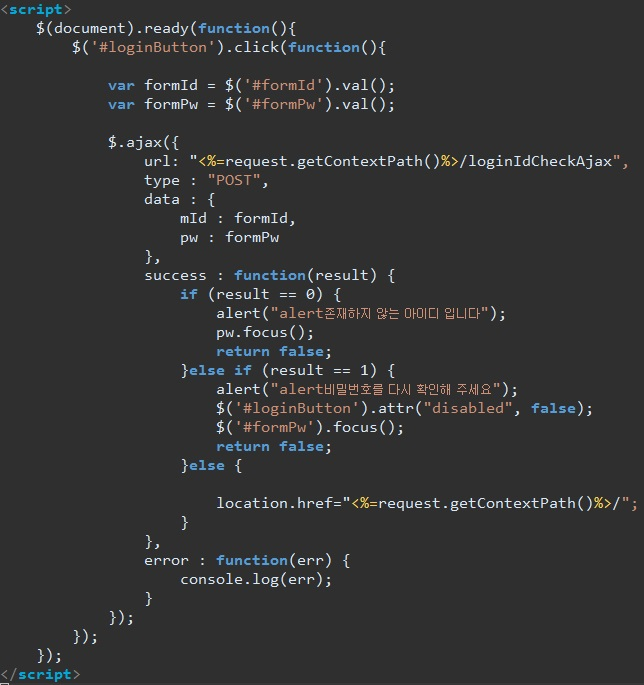 <script>
$(document).ready(function(){
$('#loginButton').click(function(){
var formId = $('#formId').val();
var formPw = $('#formPw').val();
$.ajax({
url: "<%=request.getContextPath()%>/loginIdCheckAjax",
type : "POST",
data : {
mId : formId,
pw : formPw
},
success : function(result) {
if (result == 0) {
alert("alert존재하지 않는 아이디 입니다");
pw.focus();
return false;
}else if (result == 1) {
alert("alert비밀번호를 다시 확인해 주세요");
$('#loginButton').attr("disabled", false);
$('#formPw').focus();
return false;
}else {
location.href="<%=request.getContextPath()%>/";
}
},
error : function(err) {
console.log(err);
}
});
});
});
</script>